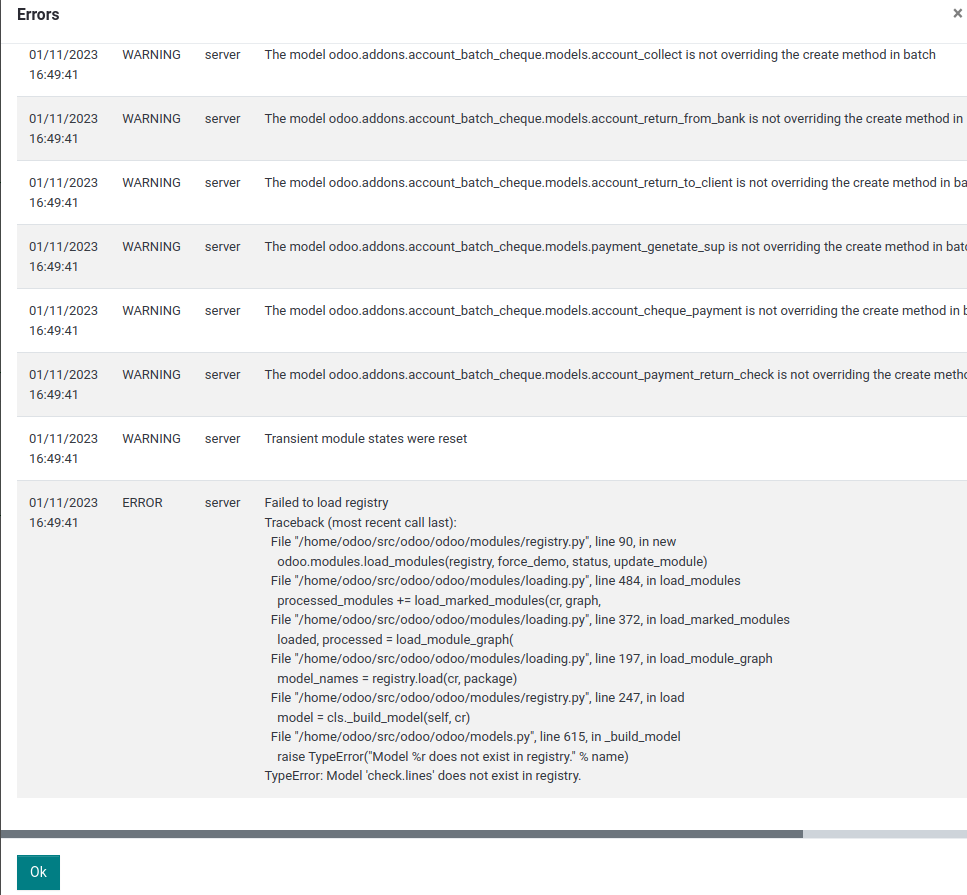 Errors ×
01/11/2023 WARNING server The model odoo.addons.account_batch_cheque.models.account_collect is not overriding the create method in batch
16:49:41
01/11/2023 WARNING server The model odoo.addons.account_batch_cheque.models.account_return_from_bank is not overriding the create method in
16:49:41
01/11/2023 WARNING server The model odoo.addons.account_batch_cheque.models.account_return_to_client is not overriding the create method in ba
16:49:41
01/11/2023 WARNING server The model odoo.addons.account_batch_cheque.models.payment_genetate_sup is not overriding the create method in batc
16:49:41
01/11/2023 WARNING server The model odoo.addons.account_batch_cheque.models.account_cheque_payment is not overriding the create method in b
16:49:41
01/11/2023 WARNING server The model odoo.addons.account_batch_cheque.models.account_payment_return_check is not overriding the create metho
16:49:41
01/11/2023 WARNING server Transient module states were reset
16:49:41
01/11/2023 ERROR server Failed to load registry
16:49:41 Traceback (most recent call last):
File "/home/odoo/src/odoo/odoo/modules/registry.py", line 90, in new
odoo.modules.load_modules(registry, force_demo, status, update_module)
File "/home/odoo/src/odoo/odoo/modules/loading.py", line 484, in load_modules
processed_modules += load_marked_modules(cr, graph,
File "/home/odoo/src/odoo/odoo/modules/loading.py", line 372, in load_marked_modules
loaded, processed = load_module_graph(
File "/home/odoo/src/odoo/odoo/modules/loading.py", line 197, in load_module_graph
model_names = registry.load(cr, package)
File "/home/odoo/src/odoo/odoo/modules/registry.py", line 247, in load
model = cls._build_model(self, cr)
File "/home/odoo/src/odoo/odoo/models.py", line 615, in _build_model
raise TypeError("Model %r does not exist in registry." % name)
TypeError: Model 'check.lines' does not exist in registry.
Ok